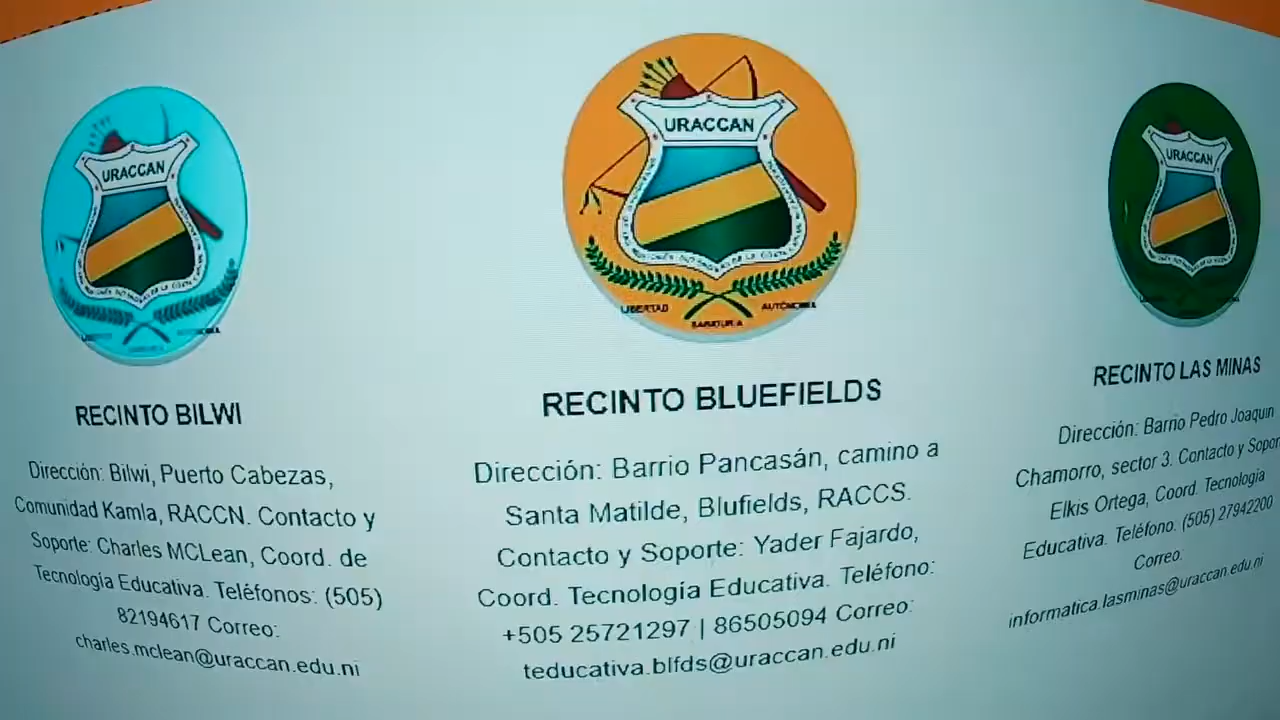 URACCAN
LIBERTAD
AUTONOMIA
SABIDURIA
RECINTO BILWI
Dirección: Bilwi, Puerto Cabezas,
Comunidad Kamla, RACCN. Contacto y
Soporte: Charles MCLean, Coord. de
Tecnología Educativa. Teléfonos: (505)
82194617 Correo:
charles.mclean@uraccan.edu.ni
URACCAN
RECINTO BLUEFIELDS
Dirección: Barrio Pancasán, camino a
Santa Matilde, Blufields, RACCS.
Contacto y Soporte: Yader Fajardo,
Coord. Tecnología Educativa. Teléfono:
+505 25721297 | 86505094 Correo:
teducativa.blfds@uraccan.edu.ni
URACCAN
RECINTO LAS MINAS
Dirección: Barrio Pedro Joaquin
Chamorro, sector 3. Contacto y Sopor
Elkis Ortega, Coord. Tecnología
Educativa. Teléfono. (505) 27942200
Correo:
informatica.lasminas@uraccan.edu.ni